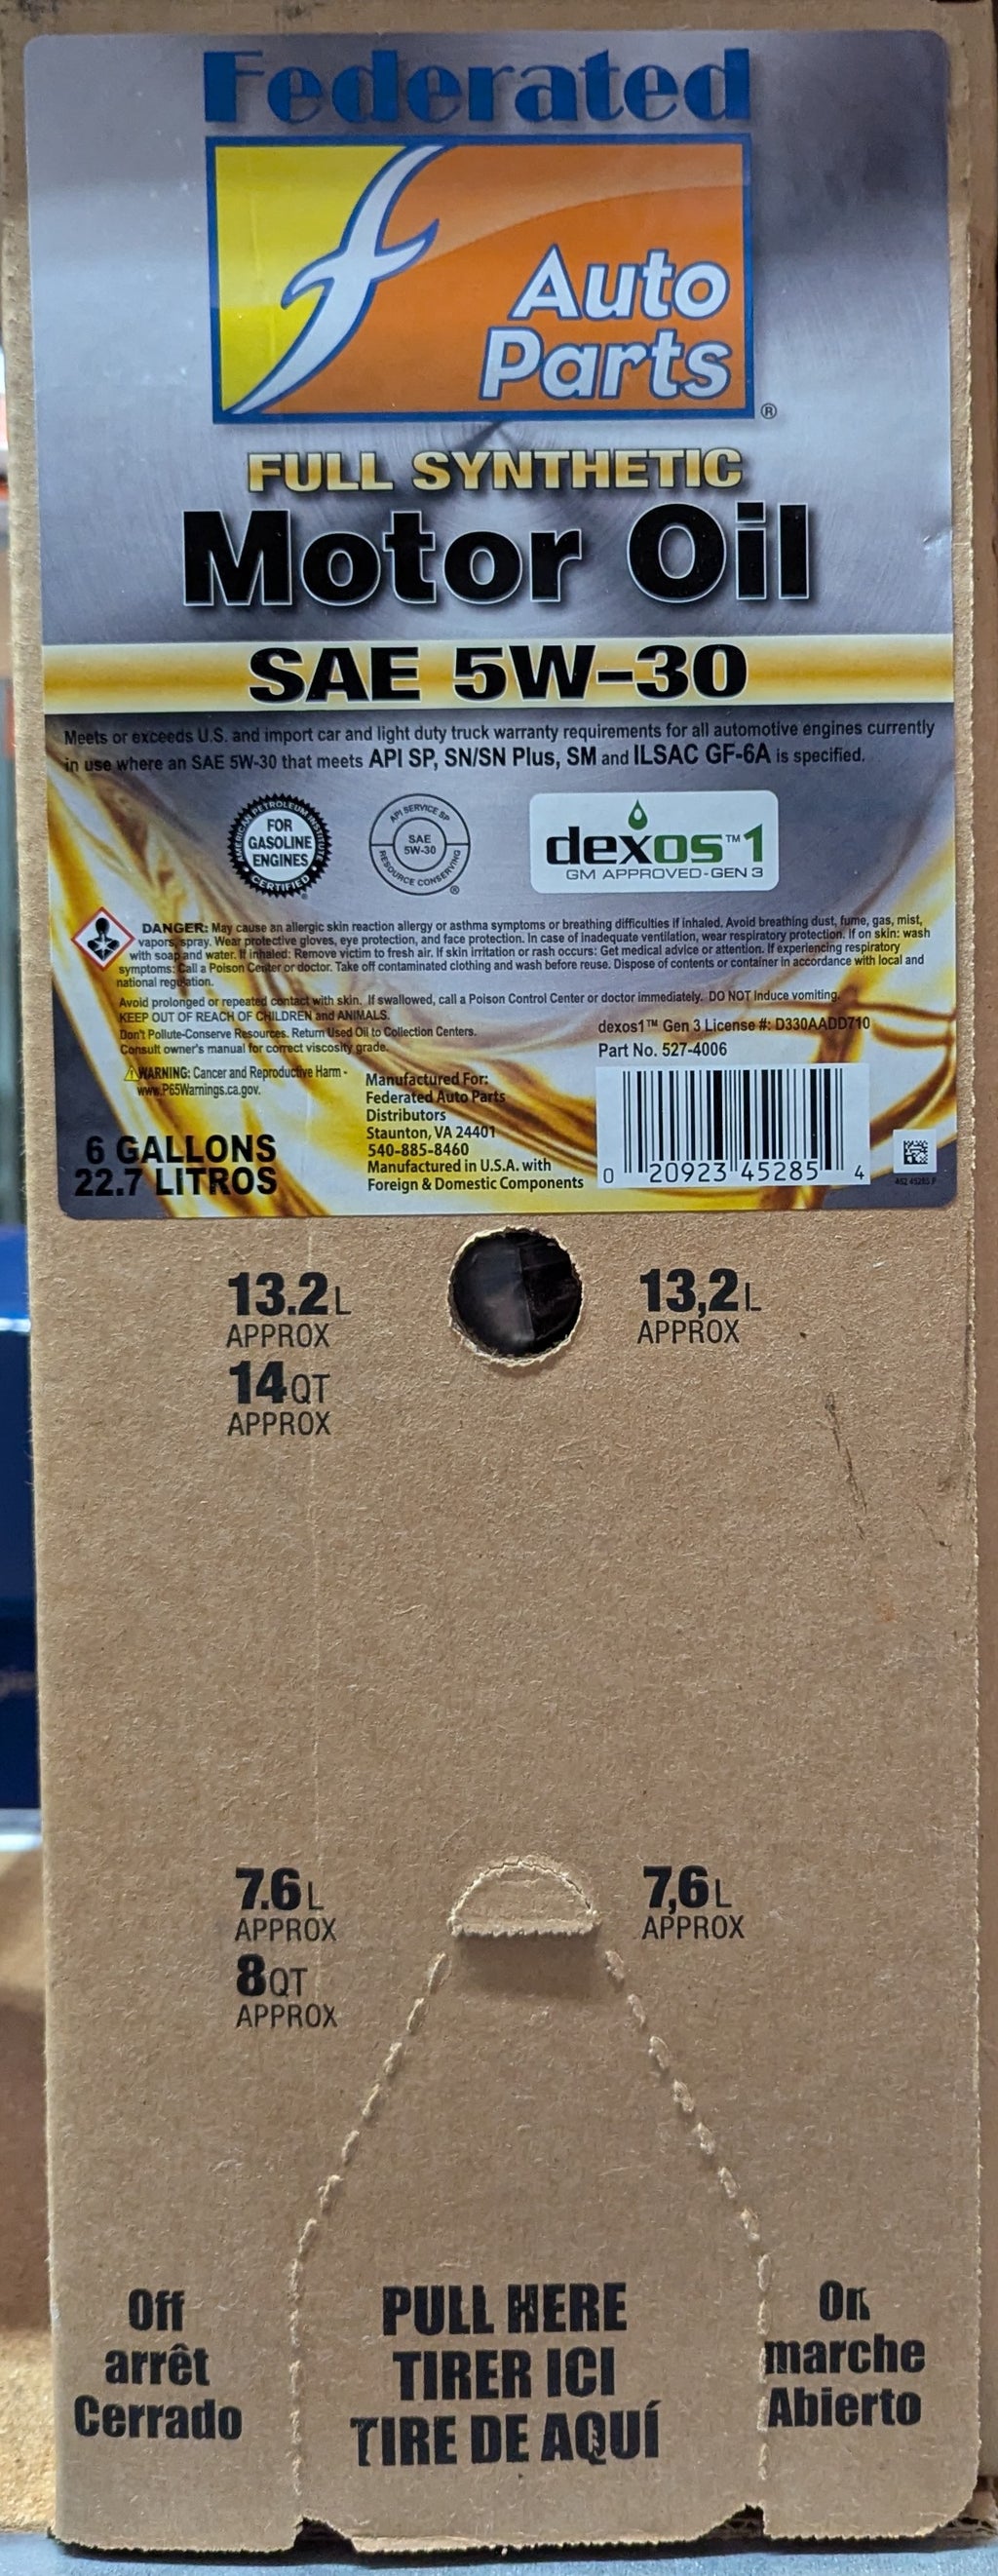 Federated
Auto
Parts
®
FULL SYNTHETIC
Motor Oil
SAE 5W-30
Meets or exceeds U.S. and import car and light duty truck warranty requirements for all automotive engines currently
in use where an SAE 5W-30 that meets API SP, SN/SN Plus, SM and ILSAC GF-6A is specified.
AMERICAN PETROLEUM INSTITUTE
FOR
GASOLINE
ENGINES
CERTIFIED
API SERVICE SP
SAE
5W-30
RESOURCE CONSERVING
®
dexos™1
GM APPROVED-GEN 3
DANGER: May cause an allergic skin reaction allergy or asthma symptoms or breathing difficulties if inhaled. Avoid breathing dust, fume, gas, mist,
vapors, spray. Wear protective gloves, eye protection, and face protection. In case of inadequate ventilation, wear respiratory protection. If on skin: wash
with soap and water. If inhaled: Remove victim to fresh air. If skin irritation or rash occurs: Get medical advice or attention. If experiencing respiratory
symptoms: Call a Poison Center or doctor. Take off contaminated clothing and wash before reuse. Dispose of contents or container in accordance with local and
national regulation.
Avoid prolonged or repeated contact with skin. If swallowed, call a Poison Control Center or doctor immediately. DO NOT Induce vomiting.
KEEP OUT OF REACH OF CHILDREN and ANIMALS.
Don't Pollute-Conserve Resources. Return Used Oil to Collection Centers.
Consult owner's manual for correct viscosity grade.
dexos1™ Gen 3 License #: D330AADD710
Part No. 527-4006
WARNING: Cancer and Reproductive Harm -
www.P65Warnings.ca.gov.
Manufactured For:
Federated Auto Parts
Distributors
Staunton, VA 24401
540-885-8460
Manufactured in U.S.A. with
Foreign & Domestic Components
6 GALLONS
22.7 LITROS
0 20923 45285 4
13.2L
APPROX
14QT
APPROX
13,2L
APPROX
7.6L
APPROX
8QT
APPROX
7,6L
APPROX
Off
arrêt
Cerrado
PULL HERE
TIRER ICI
TIRE DE AQUÍ
On
marche
Abierto